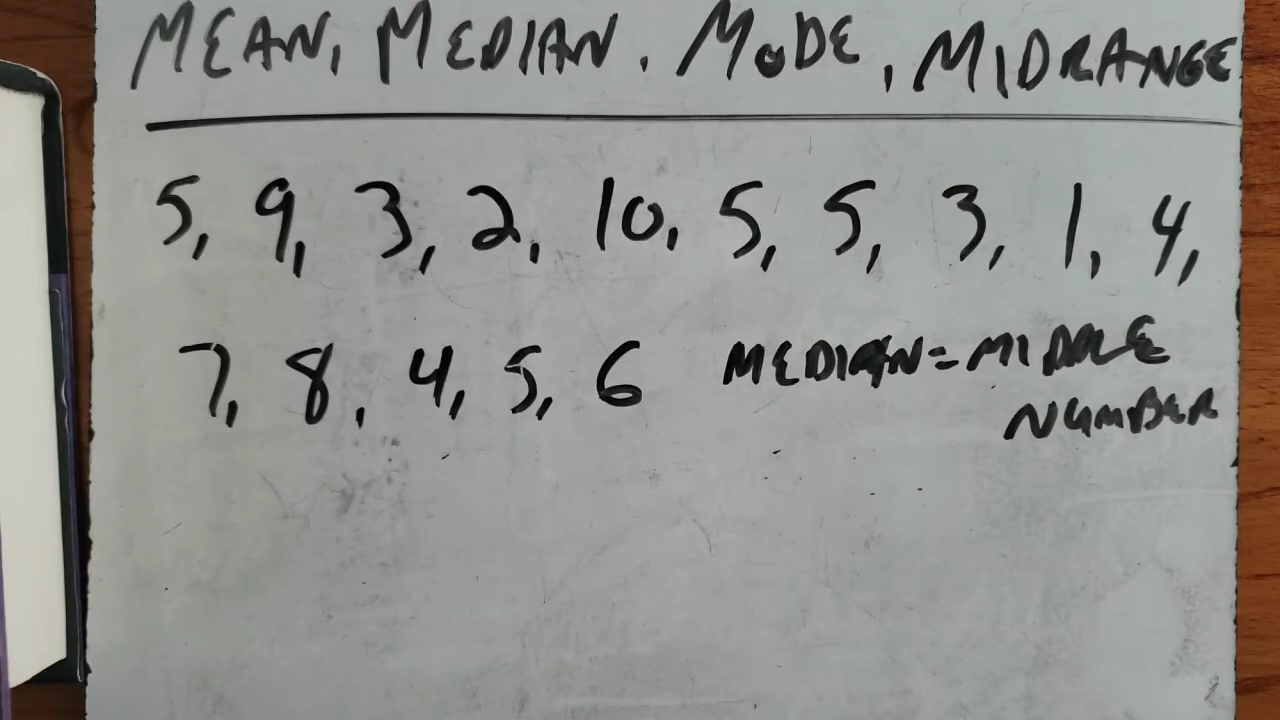 MEAN, MEDIAN. MODE, MIDRANGE
5, 9, 3, 2, 10, 5, 5, 3, 1, 4,
7, 8, 4, 5, 6 MEDIAN=MIDDLE
NUMBER